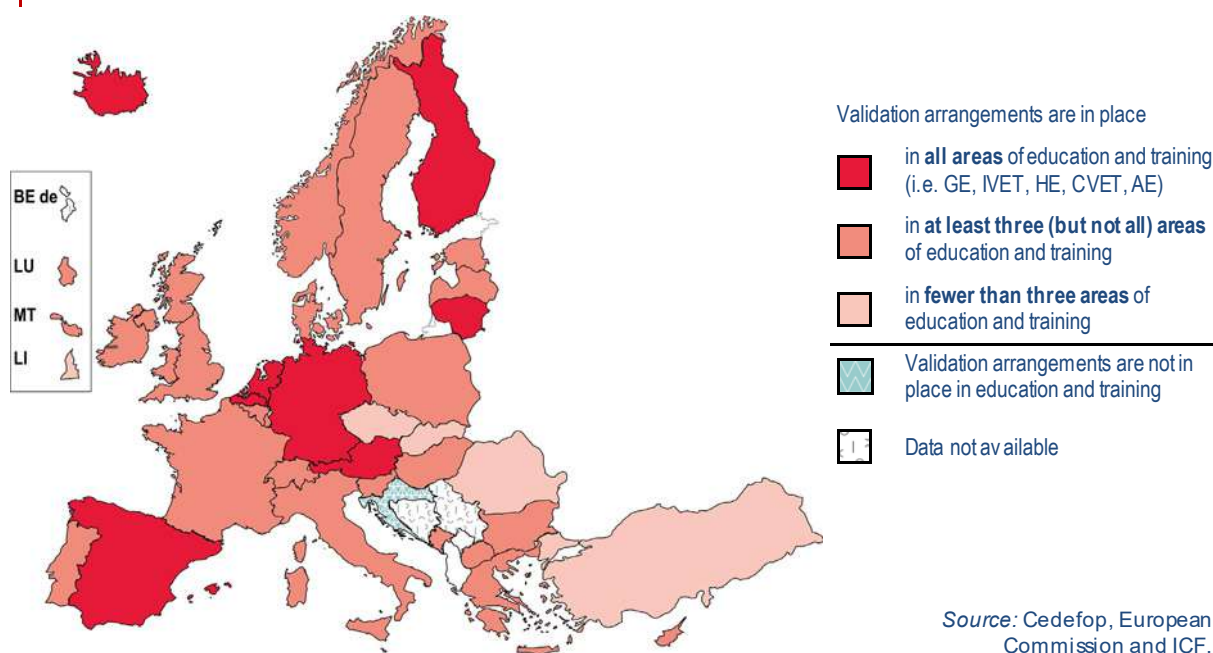 BE de
LU
MT
LI
Validation arrangements are in place
in all areas of education and training
(i.e. GE, IVET, HE, CVET, AE)
in at least three (but not all) areas
of education and training
in fewer than three areas of
education and training
Validation arrangements are not in
place in education and training
Data not available
Source: Cedefop, European
Commission and ICF.